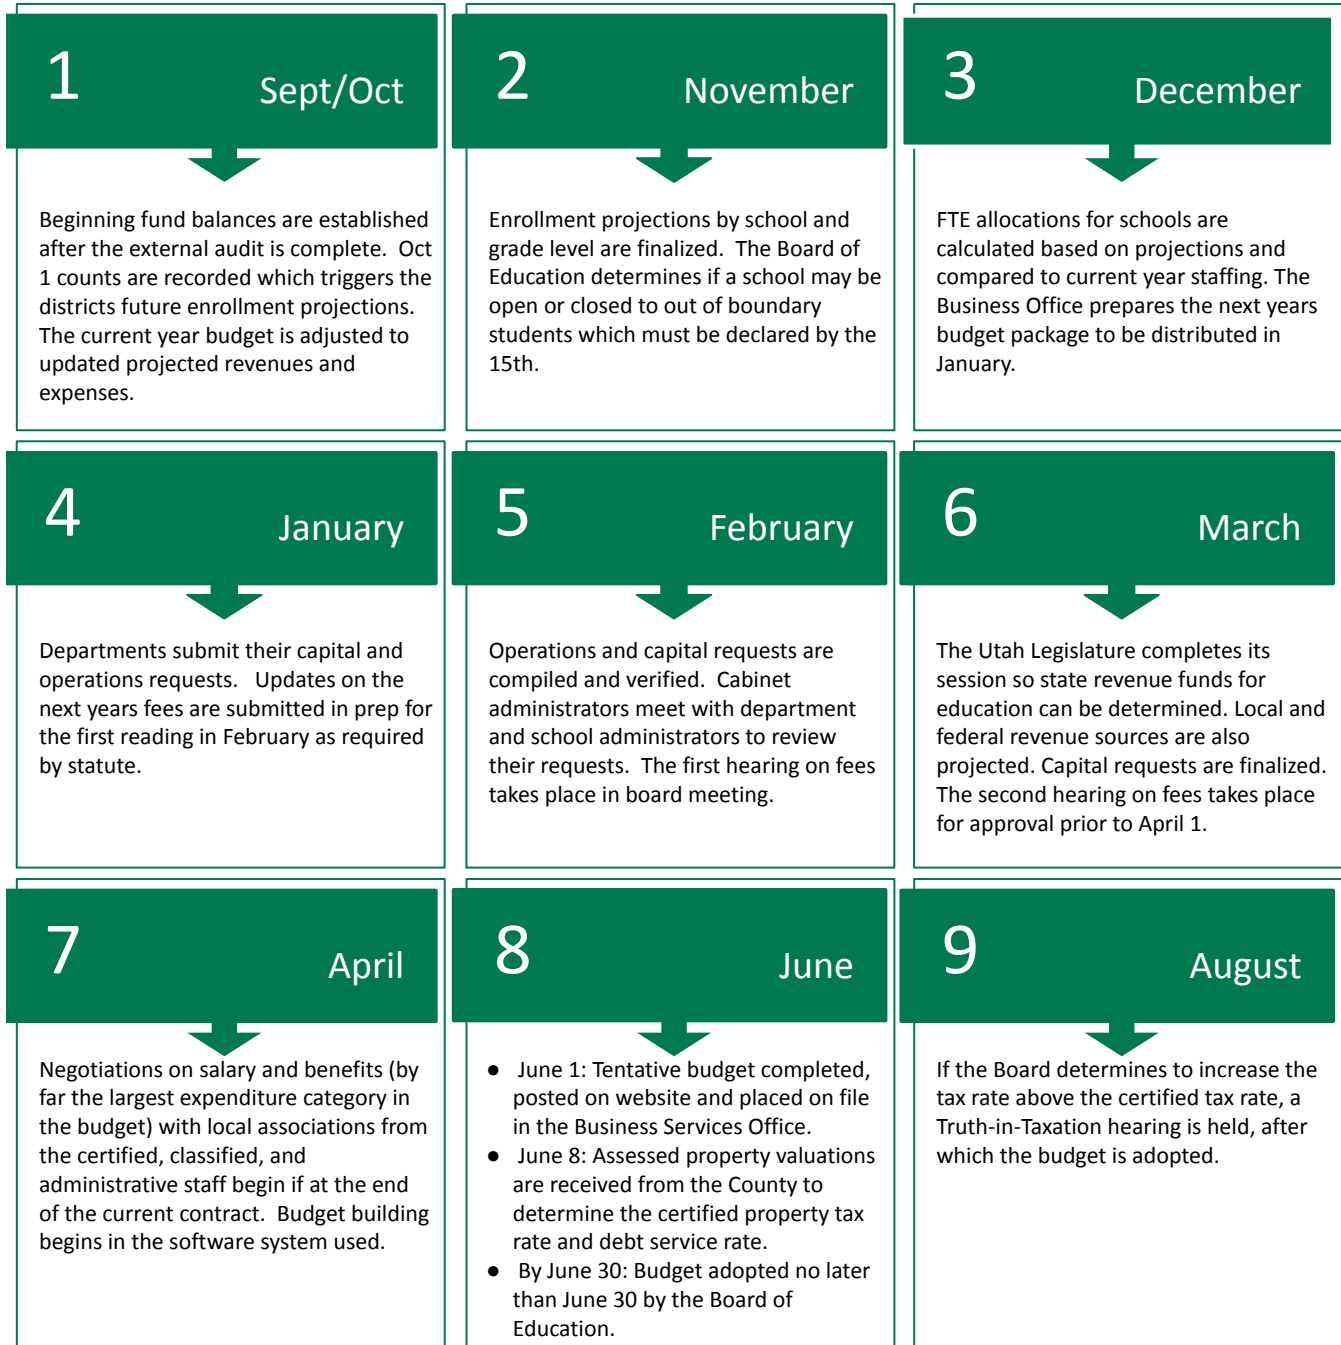 1
Sept/Oct
Beginning fund balances are established
after the external audit is complete.  Oct
1 counts are recorded which triggers the
districts future enrollment projections.
The current year budget is adjusted to
updated projected revenues and
expenses.
2
November
Enrollment projections by school and
grade level are finalized.  The Board of
Education determines if a school may be
open or closed to out of boundary
students which must be declared by the
15th.
3
December
FTE allocations for schools are
calculated based on projections and
compared to current year staffing. The
Business Office prepares the next years
budget package to be distributed in
January.
4
January
Departments submit their capital and
operations requests.   Updates on the
next years fees are submitted in prep for
the first reading in February as required
by statute.
5
February
Operations and capital requests are
compiled and verified.  Cabinet
administrators meet with department
and school administrators to review
their requests.  The first hearing on fees
takes place in board meeting.
6
March
The Utah Legislature completes its
session so state revenue funds for
education can be determined. Local and
federal revenue sources are also
projected. Capital requests are finalized.
The second hearing on fees takes place
for approval prior to April 1.
7
April
Negotiations on salary and benefits (by
far the largest expenditure category in
the budget) with local associations from
the certified, classified, and
administrative staff begin if at the end
of the current contract.  Budget building
begins in the software system used.
8
June
● June 1: Tentative budget completed,
posted on website and placed on file
in the Business Services Office.
● June 8: Assessed property valuations
are received from the County to
determine the certified property tax
rate and debt service rate.
● By June 30: Budget adopted no later
than June 30 by the Board of
Education.
9
August
If the Board determines to increase the
tax rate above the certified tax rate, a
Truth-in-Taxation hearing is held, after
which the budget is adopted.